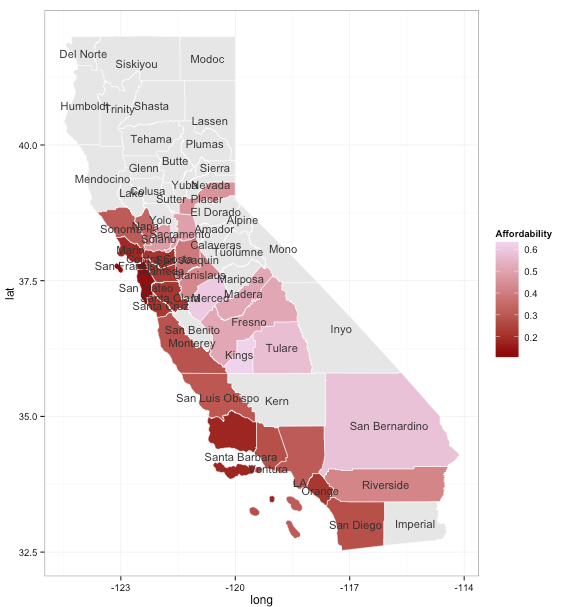 Del Norte
Siskiyou
Modoc
Humboldt
Trinity
Shasta
Lassen
Tehama
Plumas
Butte
Glenn
Sierra
Mendocino
Lake
Colusa
Yuba
Nevada
Sutter
Placer
El Dorado
Yolo
Alpine
Sonoma
Napa
Sacramento
Amador
Solano
Calaveras
Marin
Tuolumne
Mono
San Francisco
San Joaquin
Alameda
Stanislaus
Mariposa
San Mateo
Santa Clara
Merced
Madera
Santa Cruz
Fresno
San Benito
Inyo
Monterey
Kings
Tulare
San Luis Obispo
Kern
San Bernardino
Santa Barbara
Ventura
LA
Orange
Riverside
San Diego
Imperial
40.0
37.5
35.0
32.5
lat
-123
-120
-117
-114
long
Affordability
0.6
0.5
0.4
0.3
0.2